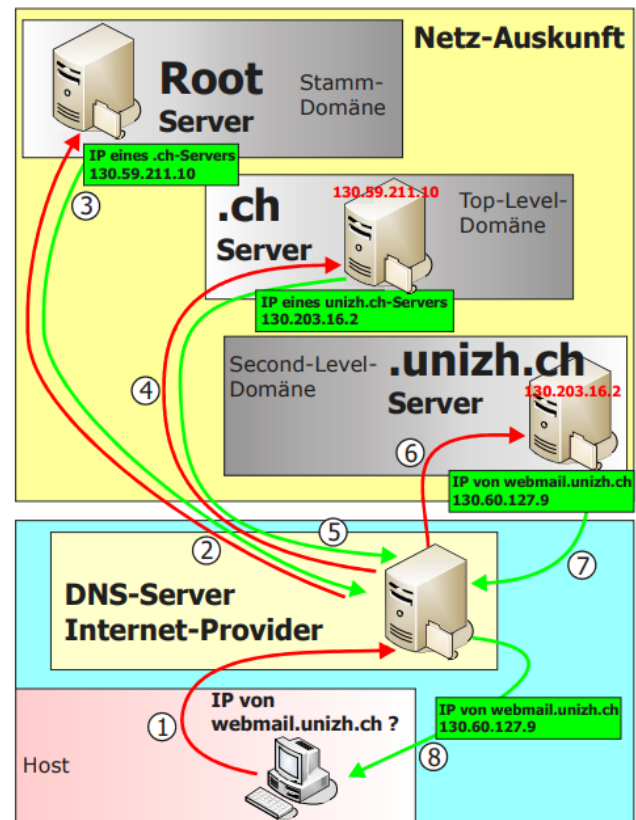 Netz-Auskunft
Root
Server
Stamm-
Domäne
IP eines .ch-Servers
130.59.211.10
③
.ch
Server
130.59.211.10
Top-Level-
Domäne
IP eines unizh.ch-Servers
130.203.16.2
④
Second-Level-
Domäne
.unizh.ch
Server
130.203.16.2
⑥
IP von webmail.unizh.ch
130.60.127.9
②
⑤
⑦
DNS-Server
Internet-Provider
IP von
webmail.unizh.ch ?
①
IP von webmail.unizh.ch
130.60.127.9
⑧
Host